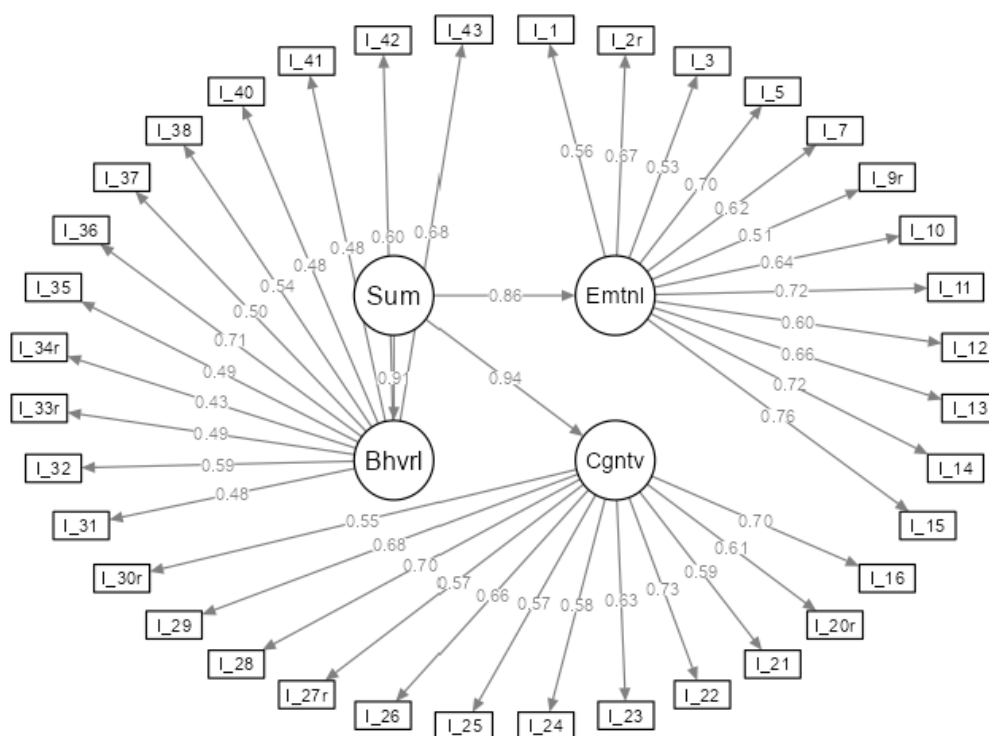 I_43
I_42
I_41
I_40
I_38
I_37
I_36
I_35
I_34r
I_33r
I_32
I_31
I_1
I_2r
I_3
I_5
I_7
I_9r
I_10
I_11
I_12
I_13
I_14
I_15
0.56
0.67
0.53
0.70
0.62
0.51
0.64
0.72
0.60
0.66
0.72
0.76
0.68
0.60
0.48
0.48
0.54
0.50
0.71
0.49
0.43
0.49
0.59
0.48
Sum
0.86
Emtnl
0.91
0.94
Bhvrl
Cgntv
0.55
0.68
0.70
0.57
0.66
0.57
0.58
0.63
0.73
0.59
0.61
0.70
I_30r
I_29
I_28
I_27r
I_26
I_25
I_24
I_23
I_22
I_21
I_20r
I_16